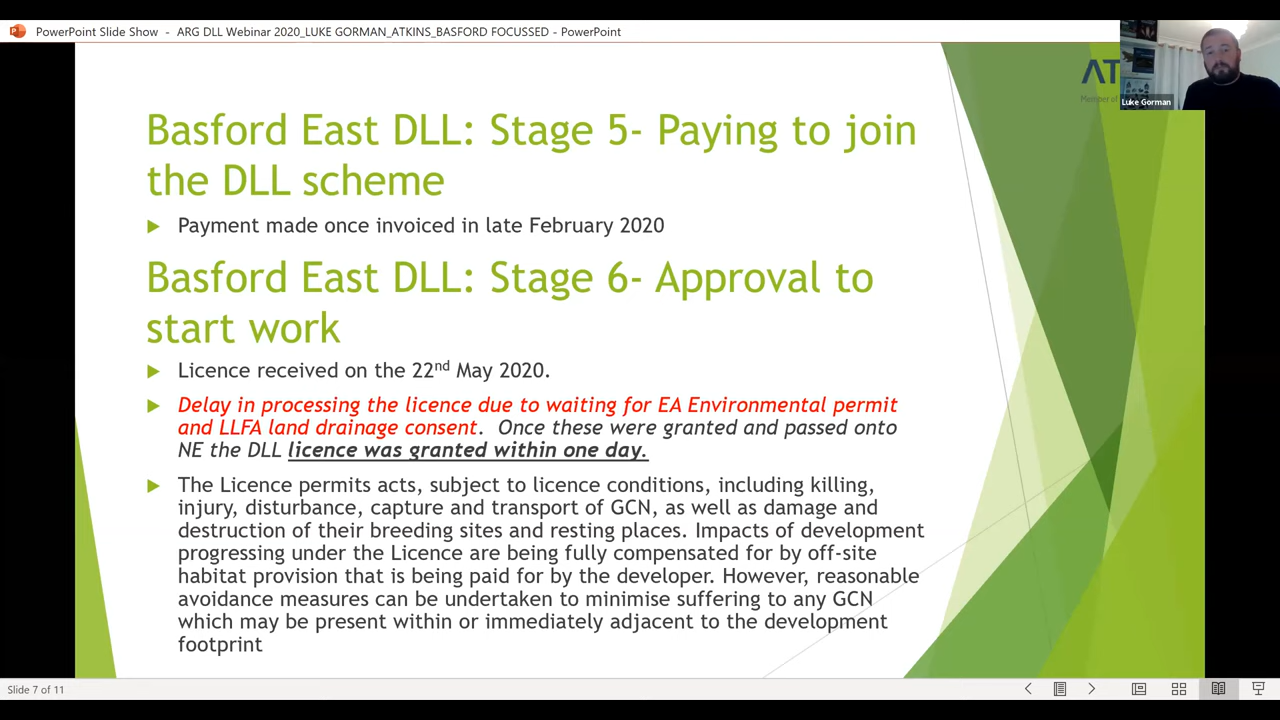 PowerPoint Slide Show - ARG DLL Webinar 2020_LUKE GORMAN_ATKINS_BASFORD FOCUSSED - PowerPoint
AT
Member of
Luke Gorman
Basford East DLL: Stage 5- Paying to join
the DLL scheme
Payment made once invoiced in late February 2020
Basford East DLL: Stage 6- Approval to
start work
Licence received on the 22nd May 2020.
Delay in processing the licence due to waiting for EA Environmental permit
and LLFA land drainage consent. Once these were granted and passed onto
NE the DLL licence was granted within one day.
The Licence permits acts, subject to licence conditions, including killing,
injury, disturbance, capture and transport of GCN, as well as damage and
destruction of their breeding sites and resting places. Impacts of development
progressing under the Licence are being fully compensated for by off-site
habitat provision that is being paid for by the developer. However, reasonable
avoidance measures can be undertaken to minimise suffering to any GCN
which may be present within or immediately adjacent to the development
footprint
Slide 7 of 11